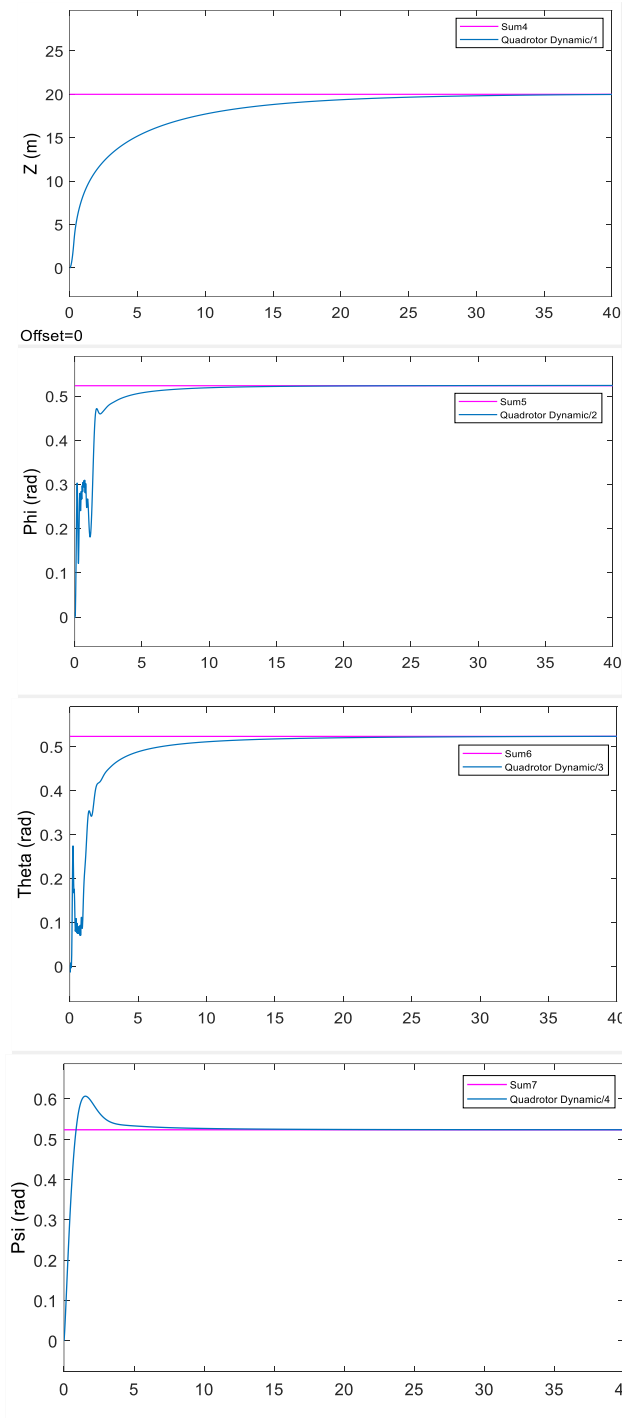 Sum4
Quadrotor Dynamic/1
25
20
15
10
5
0
Z (m)
0 5 10 15 20 25 30 35 40
Offset=0
Sum5
Quadrotor Dynamic/2
0.5
0.4
0.3
0.2
0.1
0
Phi (rad)
0 5 10 15 20 25 30 35 40
Sum6
Quadrotor Dynamic/3
0.5
0.4
0.3
0.2
0.1
0
Theta (rad)
0 5 10 15 20 25 30 35 40
Sum7
Quadrotor Dynamic/4
0.6
0.5
0.4
0.3
0.2
0.1
0
Psi (rad)
0 5 10 15 20 25 30 35